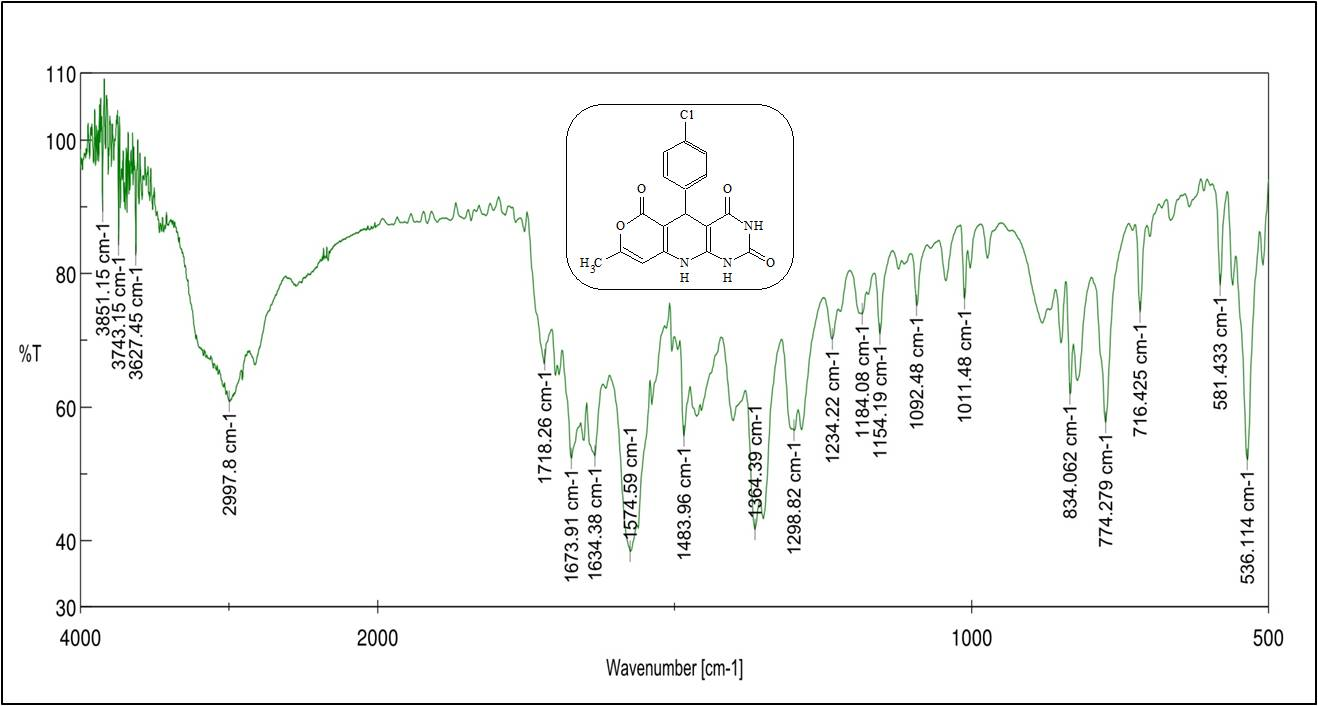 110
100
80
60
40
30
%T
4000
2000
1000
500
Wavenumber [cm-1]
3851.15 cm-1
3743.15 cm-1
3627.45 cm-1
2997.8 cm-1
1718.26 cm-1
1673.91 cm-1
1634.38 cm-1
1574.59 cm-1
1483.96 cm-1
1364.39 cm-1
1298.82 cm-1
1234.22 cm-1
1184.08 cm-1
1154.19 cm-1
1092.48 cm-1
1011.48 cm-1
834.062 cm-1
774.279 cm-1
716.425 cm-1
581.433 cm-1
536.114 cm-1
Cl
O O
O NH
H3C N N O
H H